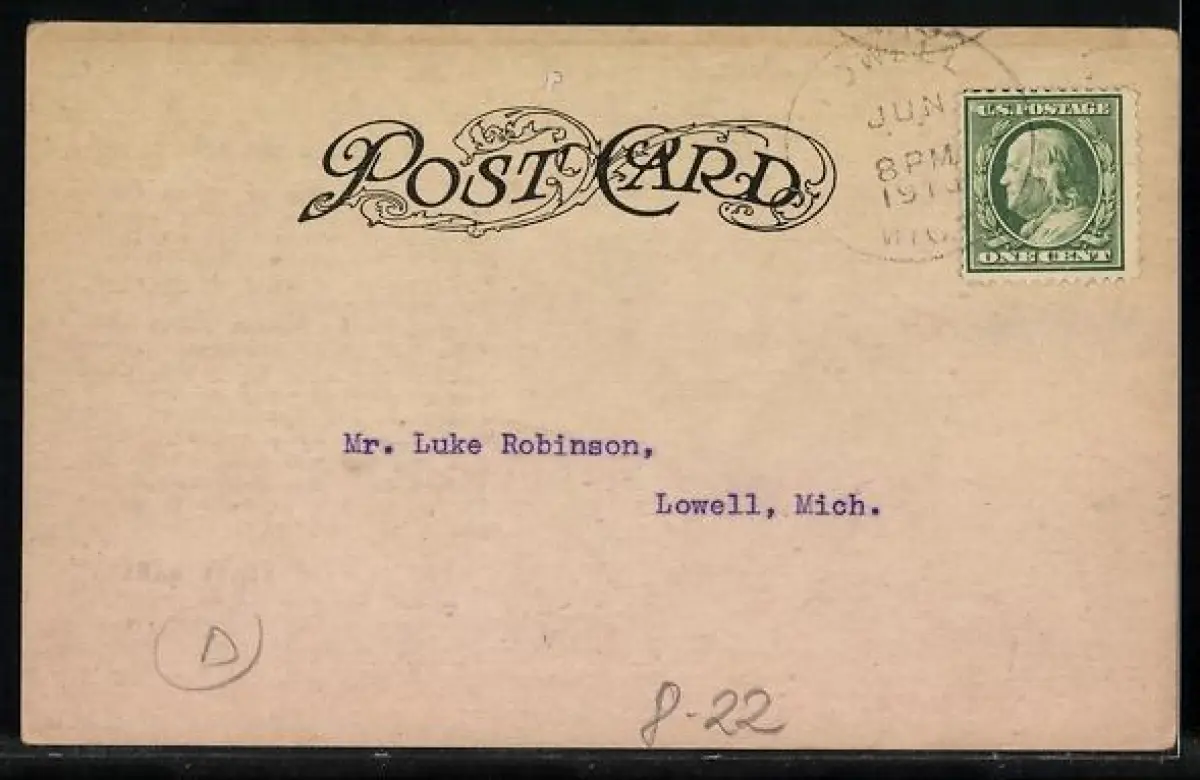 POST CARD
JUN
8 PM
U.S. POSTAGE
ONE CENT
Mr. Luke Robinson,
Lowell, Mich.
D
8-22